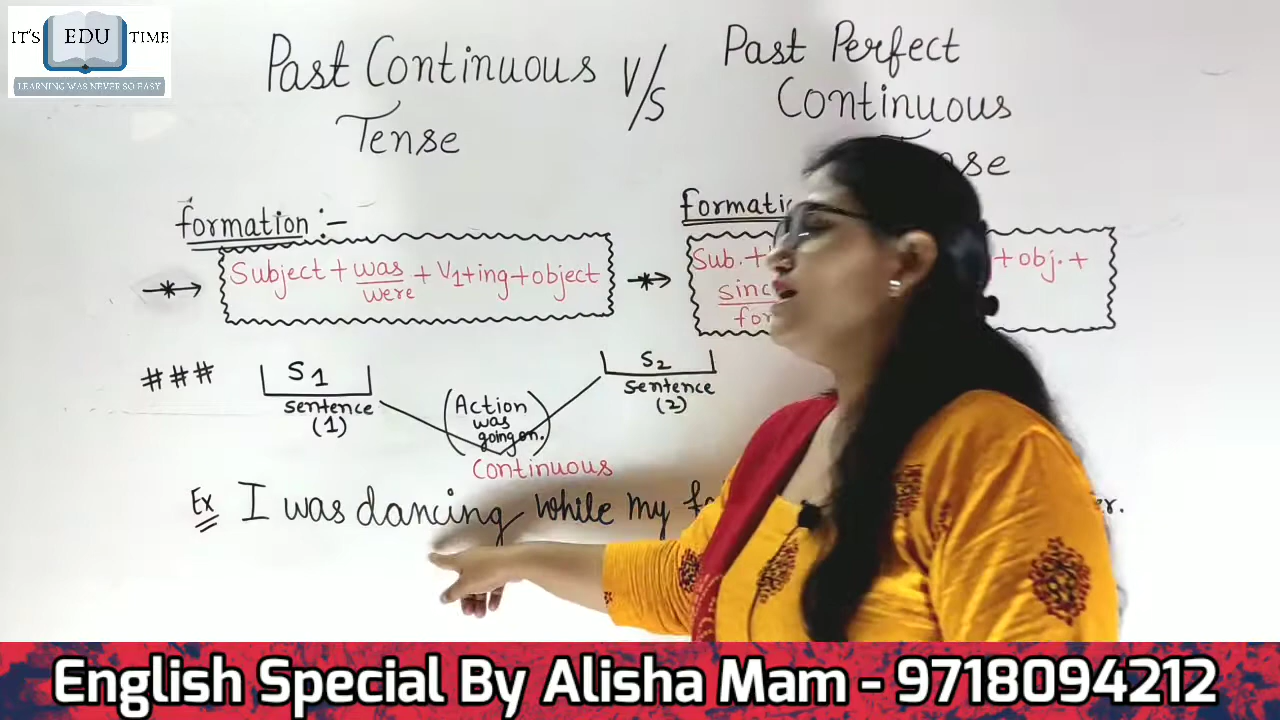 IT'S EDU TIME
LEARNING WAS NEVER SO EASY
Past Continuous
Tense
V/S
Past Perfect
Continuous
formation :-
Subject + was + V1+ing+object
were
Sub. +
+ obj. +
###
S1
sentence
(1)
(Action
was
going on.)
Continuous
S2
sentence
(2)
Ex I was dancing while my
English Special By Alisha Mam - 9718094212